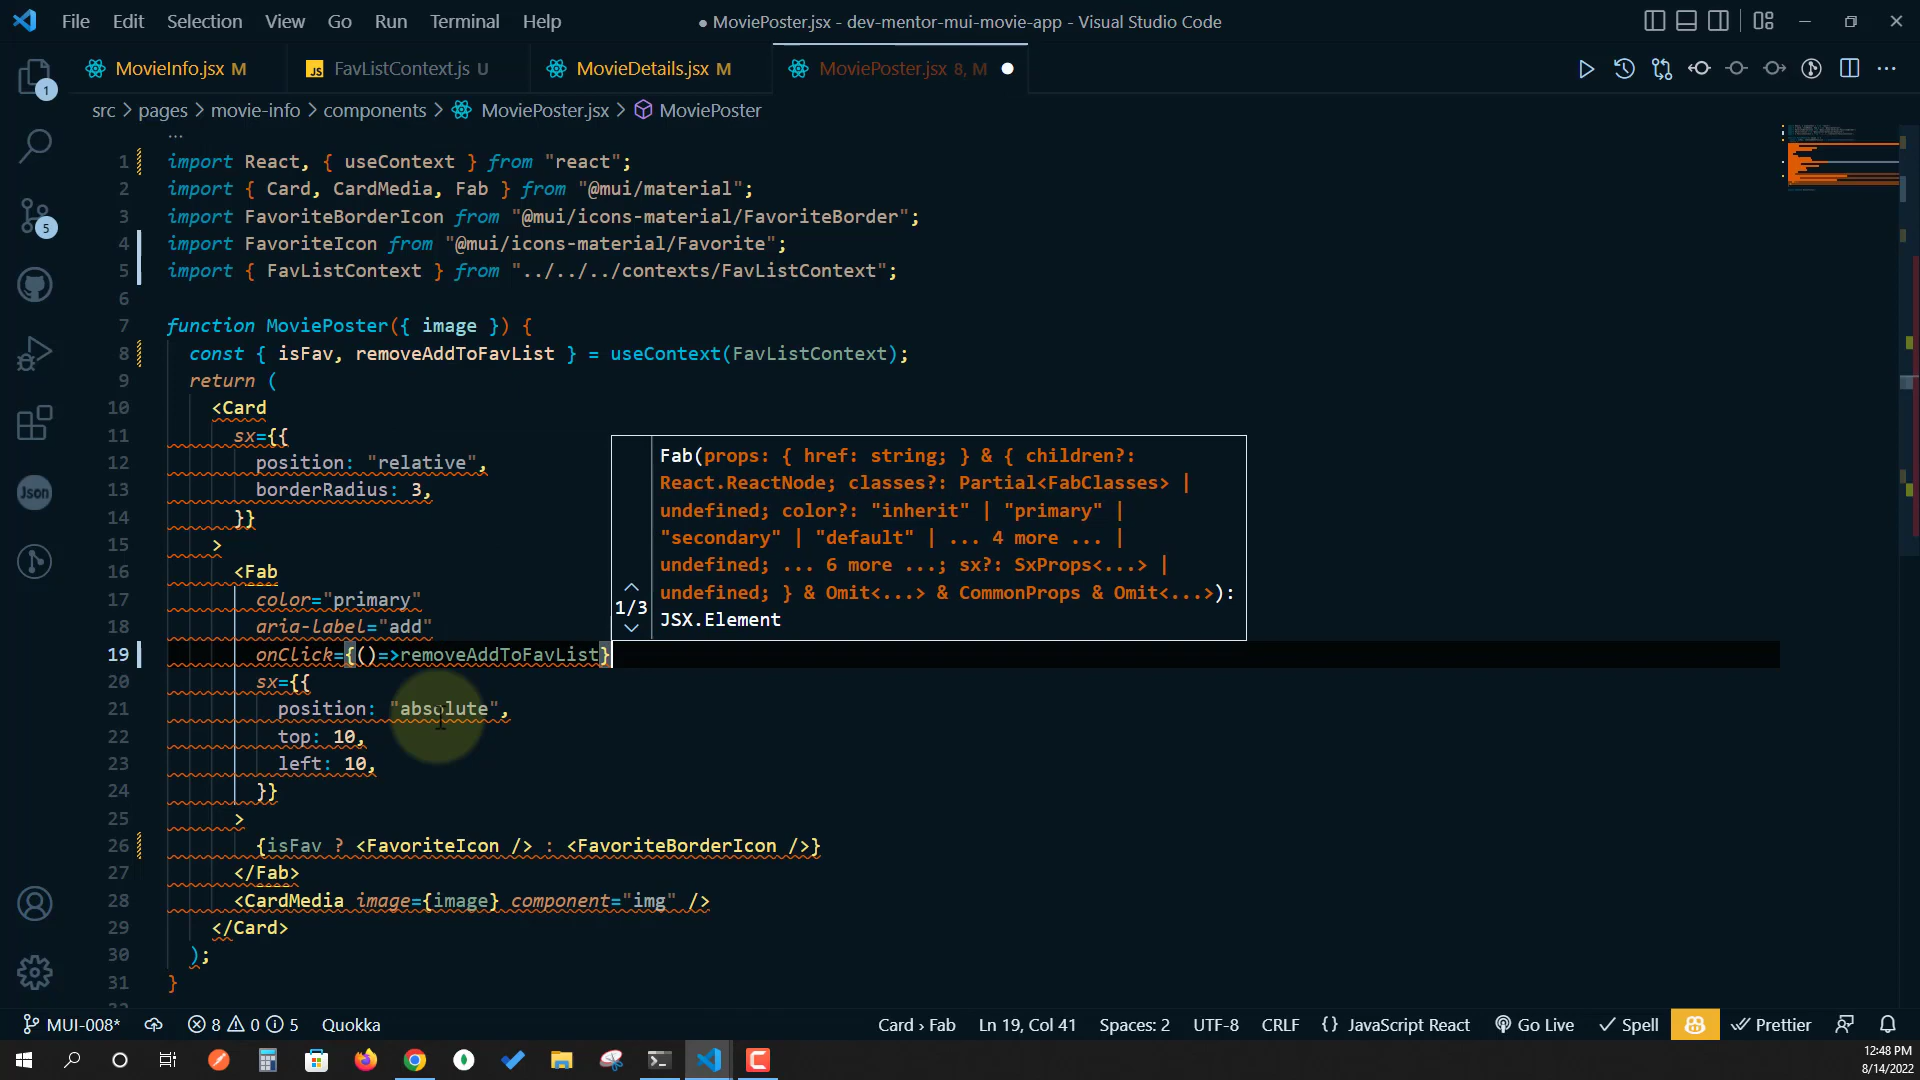 File Edit Selection View Go Run Terminal Help
● MoviePoster.jsx - dev-mentor-mui-movie-app - Visual Studio Code
MovieInfo.jsx M
JS FavListContext.js U
MovieDetails.jsx M
MoviePoster.jsx 8, M
src > pages > movie-info > components > MoviePoster.jsx > MoviePoster
...
1 import React, { useContext } from "react";
2 import { Card, CardMedia, Fab } from "@mui/material";
3 import FavoriteBorderIcon from "@mui/icons-material/FavoriteBorder";
4 import FavoriteIcon from "@mui/icons-material/Favorite";
5 import { FavListContext } from "../../../contexts/FavListContext";
6
7 function MoviePoster({ image }) {
8 const { isFav, removeAddToFavList } = useContext(FavListContext);
9 return (
10 <Card
11 sx={{
12 position: "relative",
13 borderRadius: 3,
14 }}
15 >
16 <Fab
17 color="primary"
18 aria-label="add"
19 onClick={()=>removeAddToFavList}
20 sx={{
21 position: "absolute",
22 top: 10,
23 left: 10,
24 }}
25 >
26 {isFav ? <FavoriteIcon /> : <FavoriteBorderIcon />}
27 </Fab>
28 <CardMedia image={image} component="img" />
29 </Card>
30 );
31 }
1/3
Fab(props: { href: string; } & { children?:
React.ReactNode; classes?: Partial<FabClasses> |
undefined; color?: "inherit" | "primary" |
"secondary" | "default" | ... 4 more ... |
undefined; ... 6 more ...; sx?: SxProps<...> |
undefined; } & Omit<...> & CommonProps & Omit<...>):
JSX.Element
1
5
Json
MUI-008* 8 0 5 Quokka
Card › Fab Ln 19, Col 41 Spaces: 2 UTF-8 CRLF {} JavaScript React Go Live Spell Prettier
12:48 PM
8/14/2022